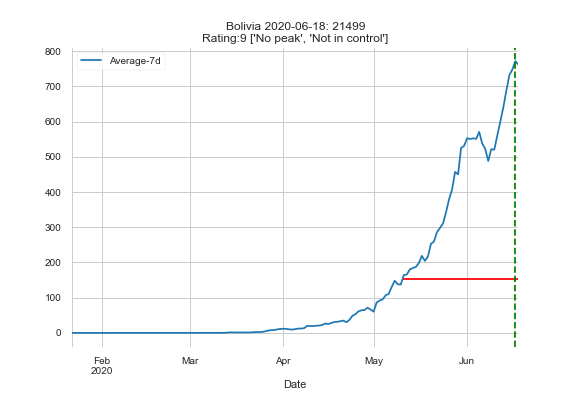 Bolivia 2020-06-18: 21499
Rating:9 ['No peak', 'Not in control']
Average-7d
800
700
600
500
400
300
200
100
0
Feb
2020
Mar
Apr
May
Jun
Date